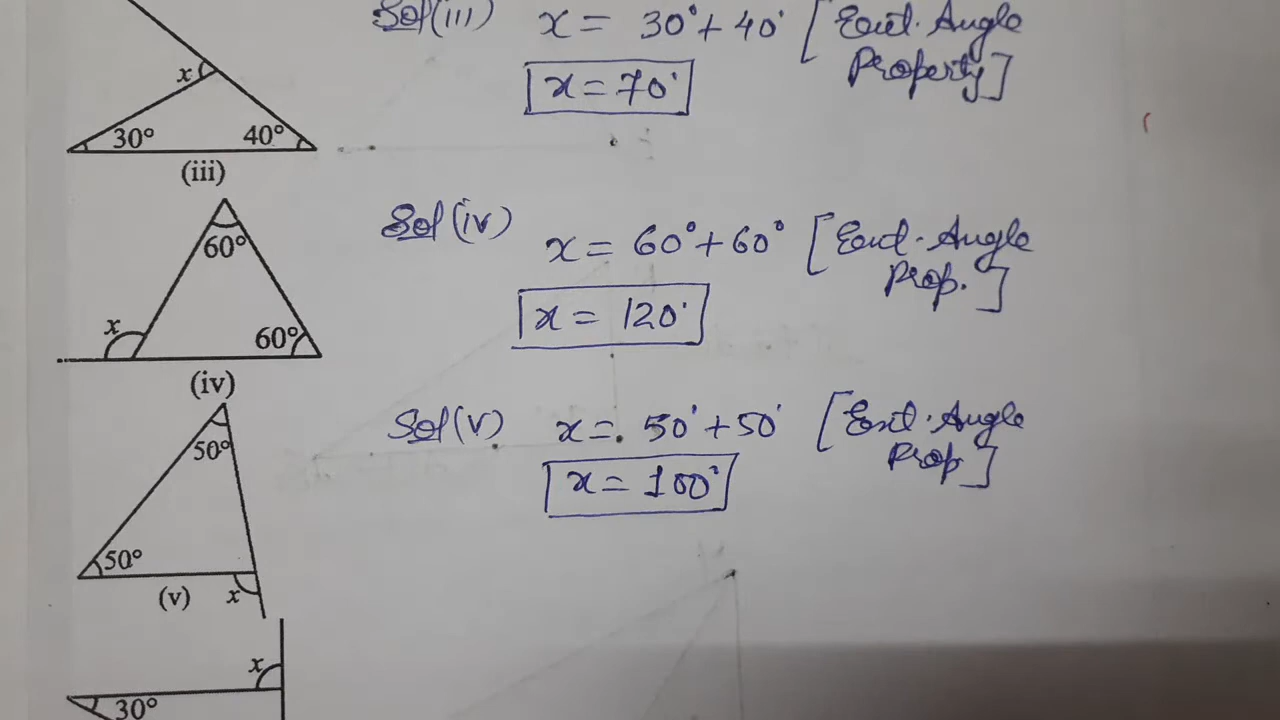 Sol(iii) x = 30° + 40° [Ext. Angle
Property]
x = 70°
x
30° 40°
(iii)
Sol(iv) x = 60° + 60° [Ext. Angle
Prop.]
x = 120°
60°
x
60°
(iv)
Sol(v) x = 50° + 50° [Ext. Angle
Prop]
x = 100°
50°
50°
(v) x
x
30°